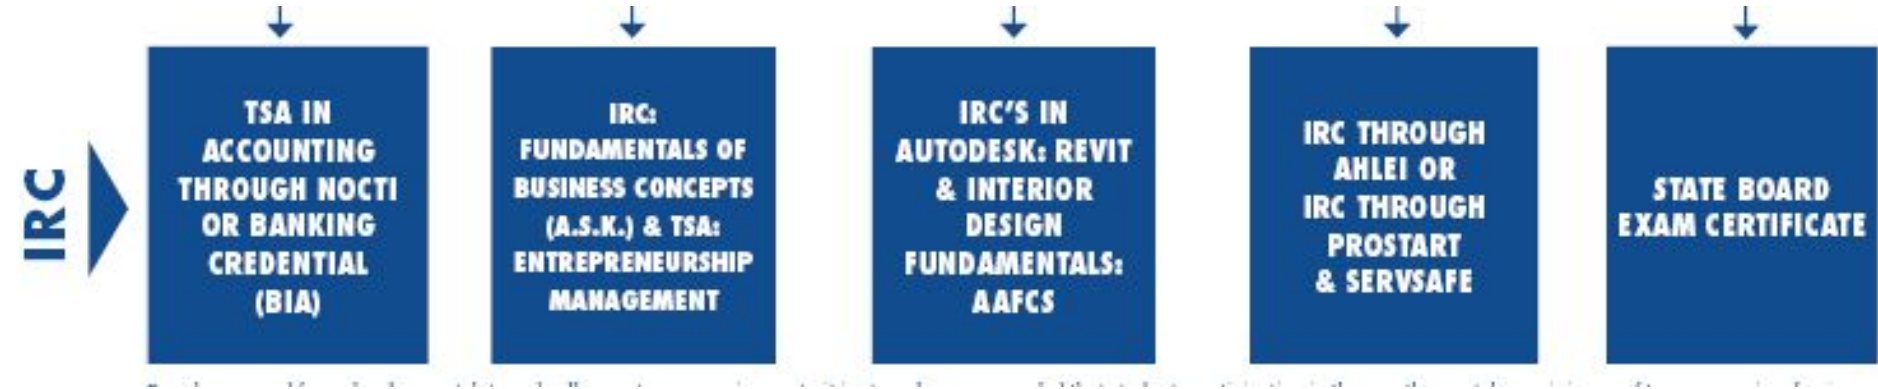 IRC
TSA IN
ACCOUNTING
THROUGH NOCTI
OR BANKING
CREDENTIAL
(BIA)
IRC:
FUNDAMENTALS OF
BUSINESS CONCEPTS
(A.S.K.) & TSA:
ENTREPRENEURSHIP
MANAGEMENT
IRC'S IN
AUTODESK: REVIT
& INTERIOR
DESIGN
FUNDAMENTALS:
AAFCS
IRC THROUGH
AHLEI OR
IRC THROUGH
PROSTART
& SERVSAFE
STATE BOARD
EXAM CERTIFICATE